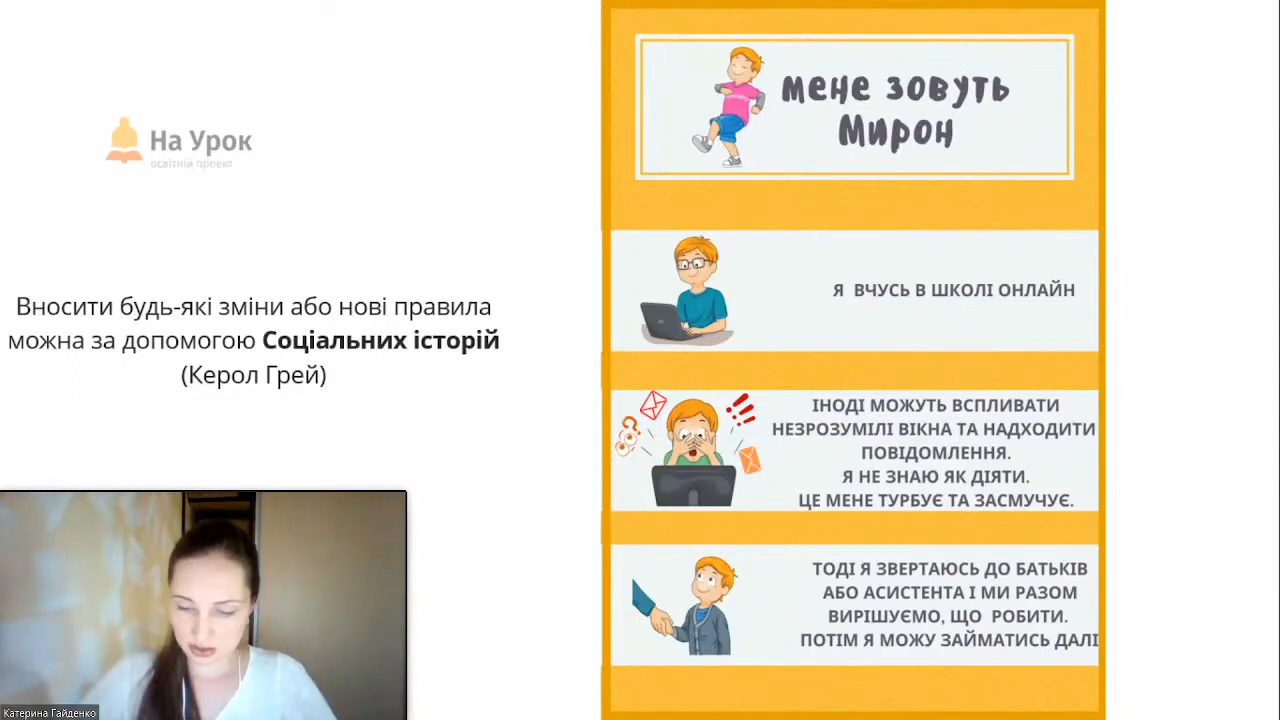 На Урок
освітній проект
Вносити будь-які зміни або нові правила
можна за допомогою Соціальних історій
(Керол Грей)
мене зовуть
Мирон
Я ВЧУСЬ В ШКОЛІ ОНЛАЙН
ІНОДІ МОЖУТЬ ВСПЛИВАТИ
НЕЗРОЗУМІЛІ ВІКНА ТА НАДХОДИТИ
ПОВІДОМЛЕННЯ.
Я НЕ ЗНАЮ ЯК ДІЯТИ.
ЦЕ МЕНЕ ТУРБУЄ ТА ЗАСМУЧУЄ.
ТОДІ Я ЗВЕРТАЮСЬ ДО БАТЬКІВ
АБО АСИСТЕНТА І МИ РАЗОМ
ВИРІШУЄМО, ЩО РОБИТИ.
ПОТІМ Я МОЖУ ЗАЙМАТИСЬ ДАЛІ
Катерина Гайденко